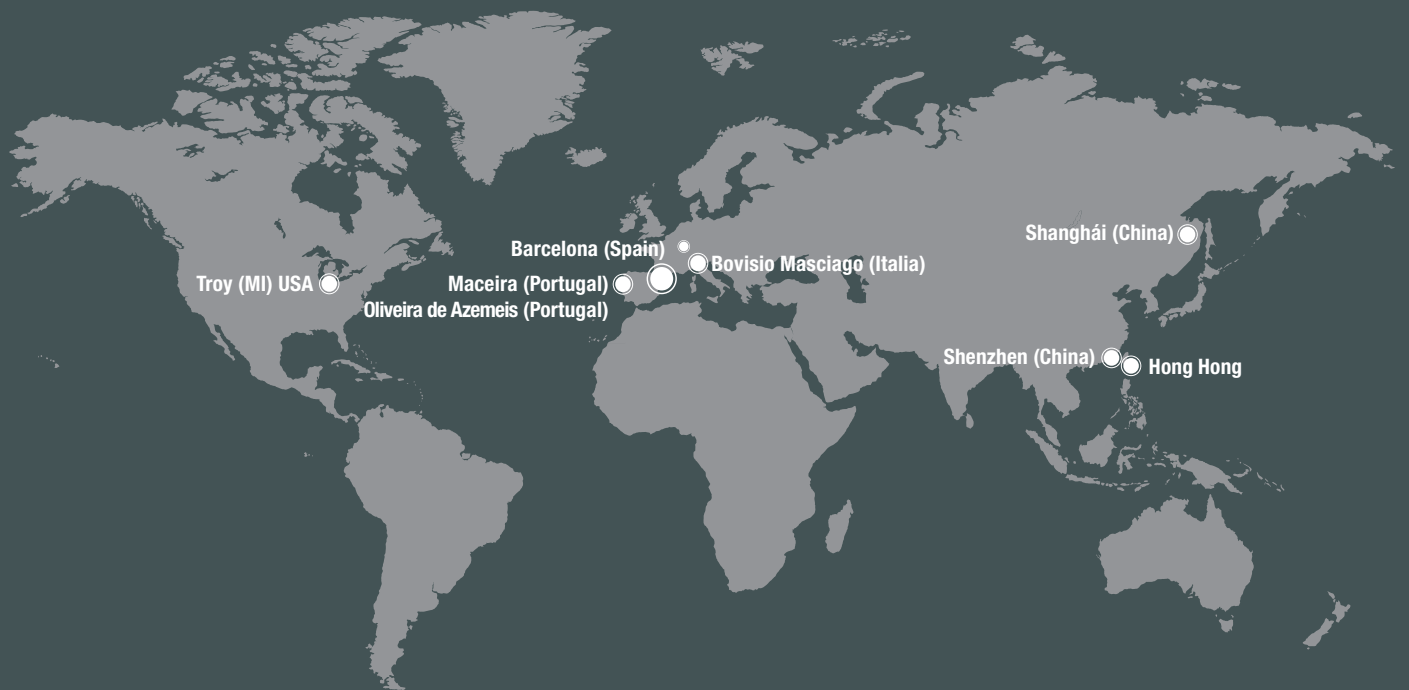 Barcelona (Spain)
Bovisio Masciago (Italia)
Shanghái (China)
Troy (MI) USA
Maceira (Portugal)
Oliveira de Azemeis (Portugal)
Shenzhen (China)
Hong Hong